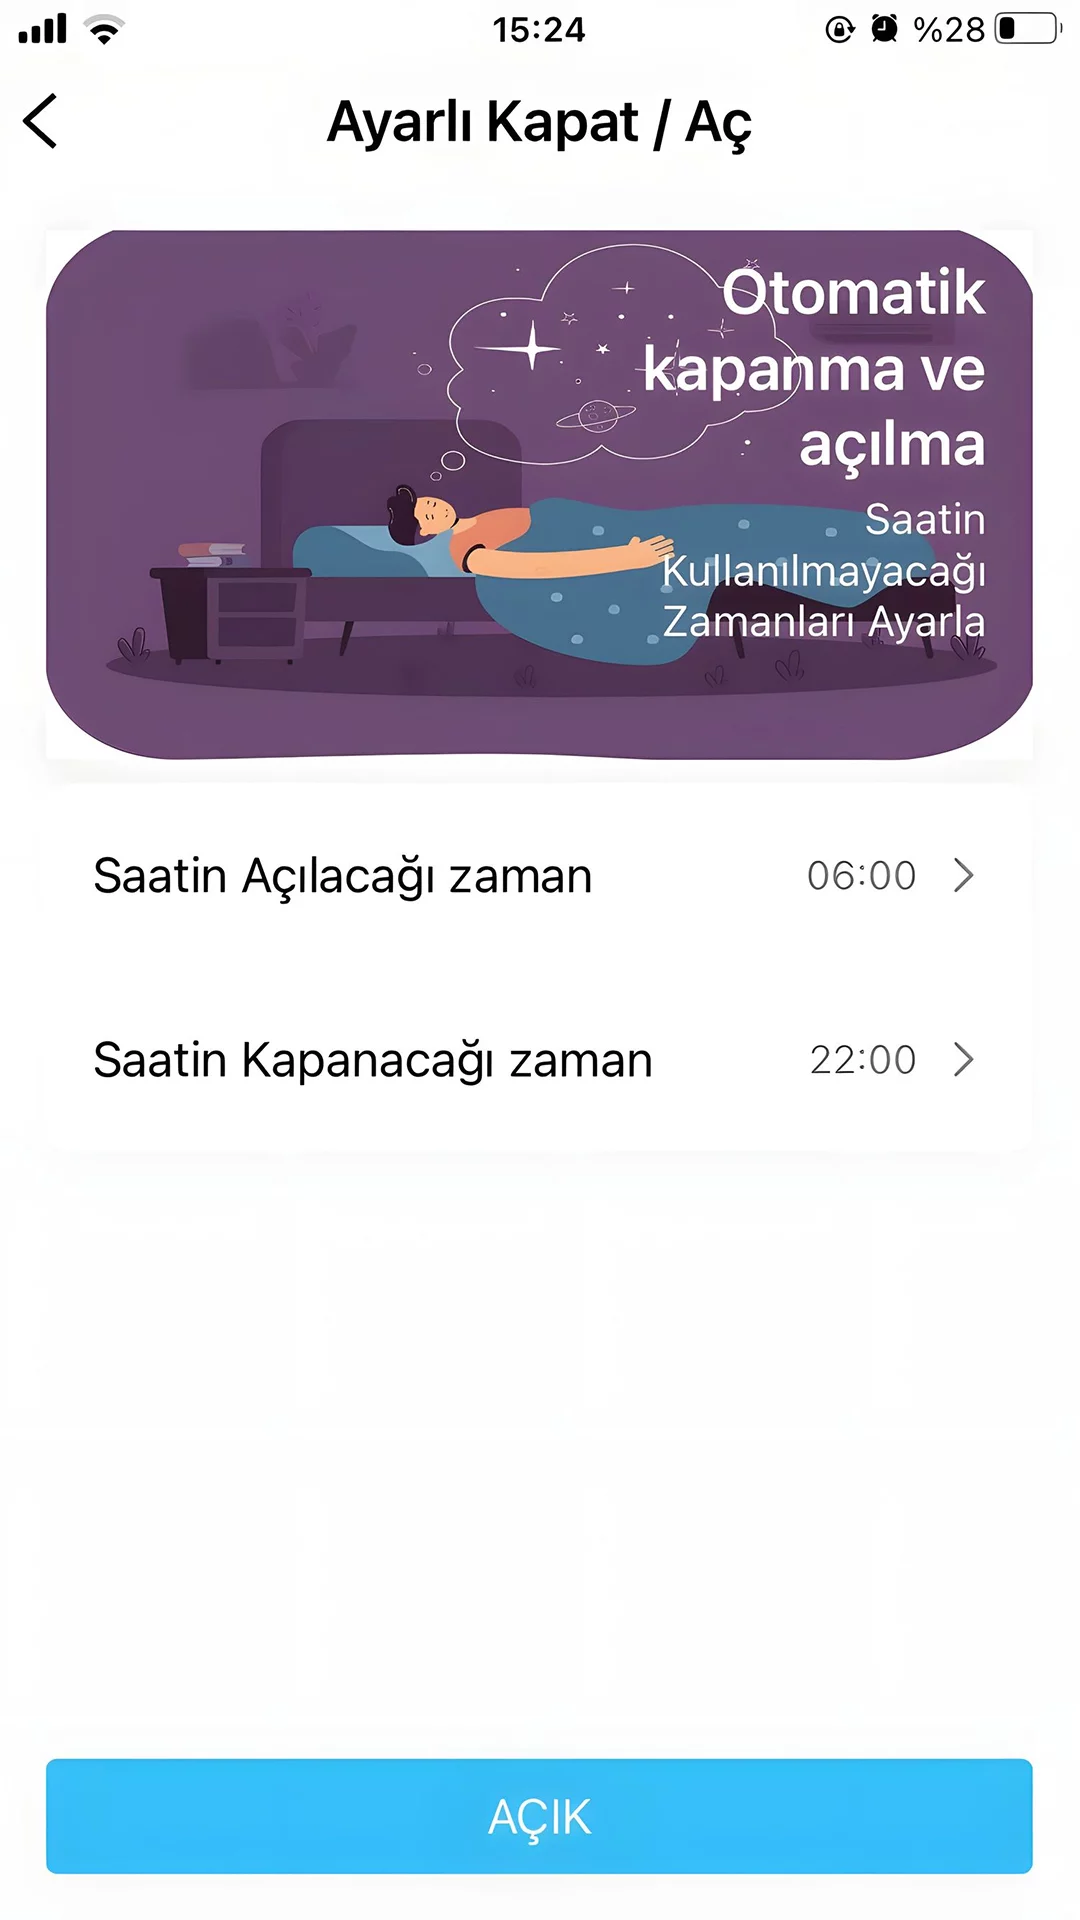 15:24
%28
Ayarlı Kapat / Aç
Otomatik
kapanma ve
açılma
Saatin
Kullanılmayacağı
Zamanları Ayarla
Saatin Açılacağı zaman 06:00
Saatin Kapanacağı zaman 22:00
AÇIK